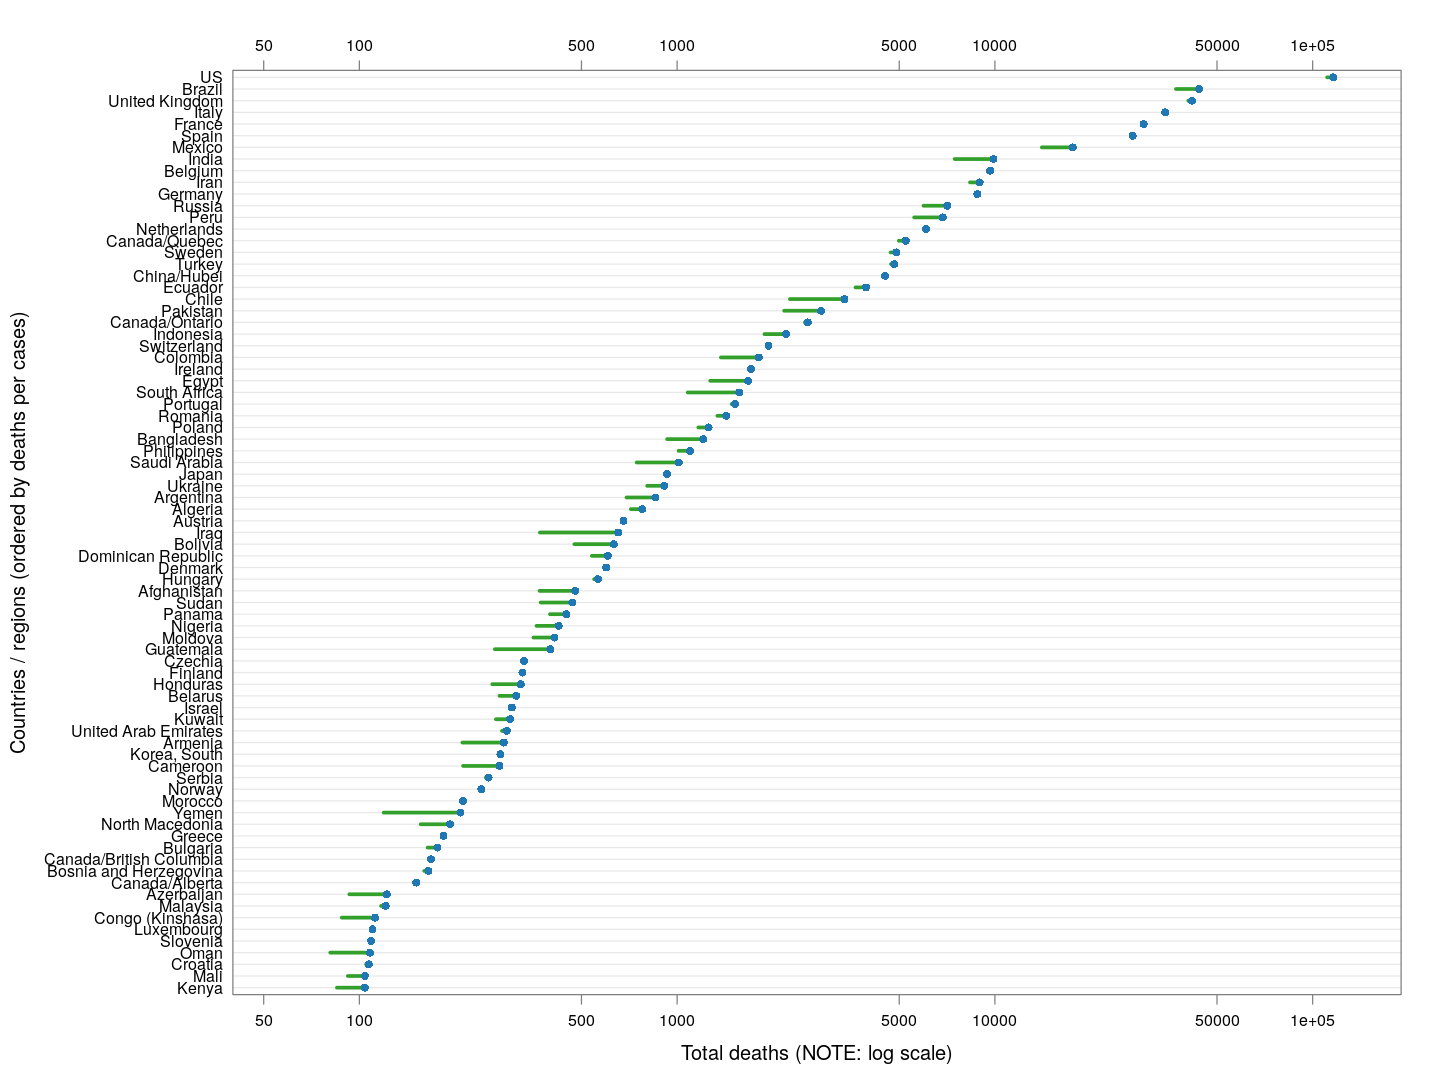 50 100 500 1000 5000 10000 50000 1e+05
US
Brazil
United Kingdom
Italy
France
Spain
Mexico
India
Belgium
Iran
Germany
Russia
Peru
Netherlands
Canada/Quebec
Sweden
Turkey
China/Hubei
Ecuador
Chile
Pakistan
Canada/Ontario
Indonesia
Switzerland
Colombia
Ireland
Egypt
South Africa
Portugal
Romania
Poland
Bangladesh
Philippines
Saudi Arabia
Japan
Ukraine
Argentina
Algeria
Austria
Iraq
Bolivia
Dominican Republic
Denmark
Hungary
Afghanistan
Sudan
Panama
Nigeria
Moldova
Guatemala
Czechia
Finland
Honduras
Belarus
Israel
Kuwait
United Arab Emirates
Armenia
Korea, South
Cameroon
Serbia
Norway
Morocco
Yemen
North Macedonia
Greece
Bulgaria
Canada/British Columbia
Bosnia and Herzegovina
Canada/Alberta
Azerbaijan
Malaysia
Congo (Kinshasa)
Luxembourg
Slovenia
Oman
Croatia
Mali
Kenya
50 100 500 1000 5000 10000 50000 1e+05
Total deaths (NOTE: log scale)
Countries / regions (ordered by deaths per cases)